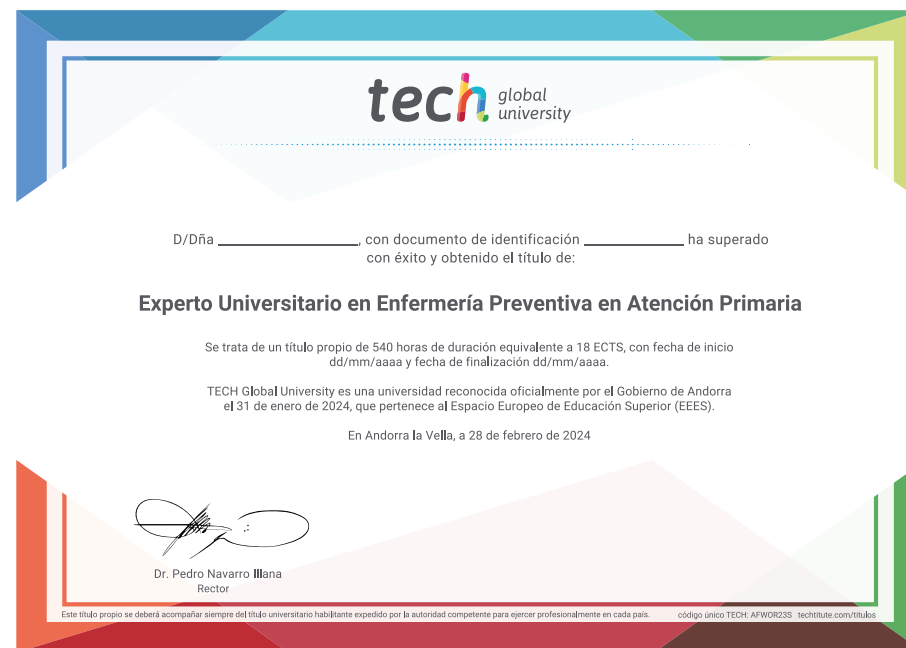 tech global university
D/Dña ____________, con documento de identificación ____________ ha superado
con éxito y obtenido el título de:
Experto Universitario en Enfermería Preventiva en Atención Primaria
Se trata de un título propio de 540 horas de duración equivalente a 18 ECTS, con fecha de inicio
dd/mm/aaaa y fecha de finalización dd/mm/aaaa.
TECH Global University es una universidad reconocida oficialmente por el Gobierno de Andorra
el 31 de enero de 2024, que pertenece al Espacio Europeo de Educación Superior (EEES).
En Andorra la Vella, a 28 de febrero de 2024
Dr. Pedro Navarro Illana
Rector
Este título propio se deberá acompañar siempre del título universitario habilitante expedido por la autoridad competente para ejercer profesionalmente en cada país. código único TECH: AFWOR23S techtitute.com/titulos